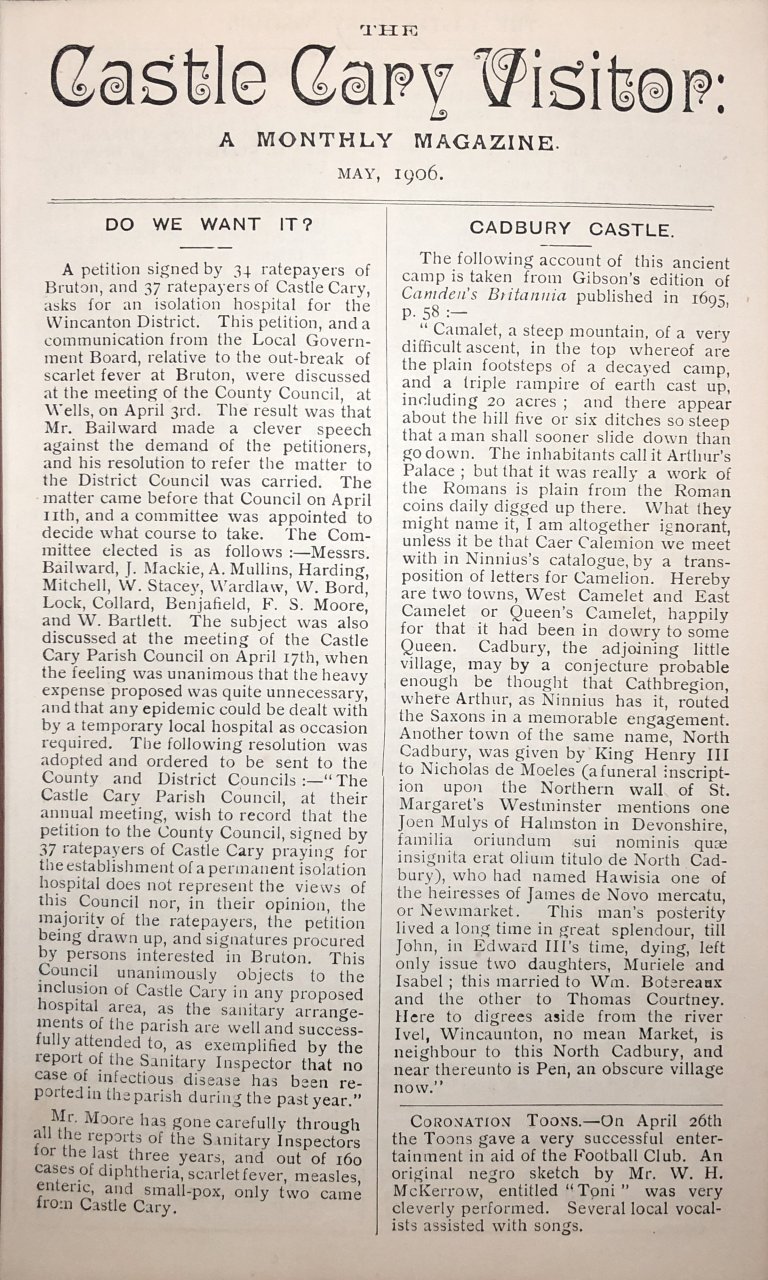 THE
Castle Cary Visitor:
A MONTHLY MAGAZINE.
MAY, 1906.
DO WE WANT IT?
A petition signed by 34 ratepayers of
Bruton, and 37 ratepayers of Castle Cary,
asks for an isolation hospital for the
Wincanton District. This petition, and a
communication from the Local Govern-
ment Board, relative to the out-break of
scarlet fever at Bruton, were discussed
at the meeting of the County Council, at
Wells, on April 3rd. The result was that
Mr. Bailward made a clever speech
against the demand of the petitioners,
and his resolution to refer the matter to
the District Council was carried. The
matter came before that Council on April
11th, and a committee was appointed to
decide what course to take. The Com-
mittee elected is as follows :—Messrs.
Bailward, J. Mackie, A. Mullins, Harding,
Mitchell, W. Stacey, Wardlaw, W. Bord,
Lock, Collard, Benjafield, F. S. Moore,
and W. Bartlett. The subject was also
discussed at the meeting of the Castle
Cary Parish Council on April 17th, when
the feeling was unanimous that the heavy
expense proposed was quite unnecessary,
and that any epidemic could be dealt with
by a temporary local hospital as occasion
required. The following resolution was
adopted and ordered to be sent to the
County and District Councils :—"The
Castle Cary Parish Council, at their
annual meeting, wish to record that the
petition to the County Council, signed by
37 ratepayers of Castle Cary praying for
the establishment of a permanent isolation
hospital does not represent the views of
this Council nor, in their opinion, the
majority of the ratepayers, the petition
being drawn up, and signatures procured
by persons interested in Bruton. This
Council unanimously objects to the
inclusion of Castle Cary in any proposed
hospital area, as the sanitary arrange-
ments of the parish are well and success-
fully attended to, as exemplified by the
report of the Sanitary Inspector that no
case of infectious disease has been re-
ported in the parish during the past year."
Mr. Moore has gone carefully through
all the reports of the Sanitary Inspectors
for the last three years, and out of 160
cases of diphtheria, scarlet fever, measles,
enteric, and small-pox, only two came
from Castle Cary.
CADBURY CASTLE.
The following account of this ancient
camp is taken from Gibson's edition of
Camden's Britannia published in 1695,
p. 58 :—
"Camalet, a steep mountain, of a very
difficult ascent, in the top whereof are
the plain footsteps of a decayed camp,
and a triple rampire of earth cast up,
including 20 acres ; and there appear
about the hill five or six ditches so steep
that a man shall sooner slide down than
go down. The inhabitants call it Arthur's
Palace ; but that it was really a work of
the Romans is plain from the Roman
coins daily digged up there. What they
might name it, I am altogether ignorant,
unless it be that Caer Calemion we meet
with in Ninnius's catalogue, by a trans-
position of letters for Camelion. Hereby
are two towns, West Camelet and East
Camelet or Queen's Camelet, happily
for that it had been in dowry to some
Queen. Cadbury, the adjoining little
village, may by a conjecture probable
enough be thought that Cathbregion,
where Arthur, as Ninnius has it, routed
the Saxons in a memorable engagement.
Another town of the same name, North
Cadbury, was given by King Henry III
to Nicholas de Moeles (a funeral inscript-
ion upon the Northern wall of St.
Margaret's Westminster mentions one
Joen Mulys of Halmston in Devonshire,
familia oriundum sui nominis quæ
insignita erat olium titulo de North Cad-
bury), who had named Hawisia one of
the heiresses of James de Novo mercatu,
or Newmarket. This man's posterity
lived a long time in great splendour, till
John, in Edward III's time, dying, left
only issue two daughters, Muriele and
Isabel ; this married to Wm. Botereaux
and the other to Thomas Courtney.
Here to digrees aside from the river
Ivel, Wincaunton, no mean Market, is
neighbour to this North Cadbury, and
near thereunto is Pen, an obscure village
now."
CORONATION TOONS.—On April 26th
the Toons gave a very successful enter-
tainment in aid of the Football Club. An
original negro sketch by Mr. W. H.
McKerrow, entitled "Toni" was very
cleverly performed. Several local vocal-
ists assisted with songs.